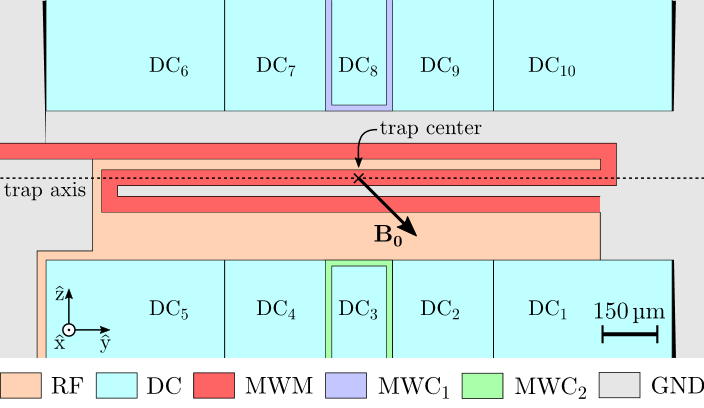 DC₆ DC₇ DC₈ DC₉ DC₁₀
trap center
trap axis
B₀
DC₅ DC₄ DC₃ DC₂ DC₁
150 µm
ẑ
x̂ ŷ
RF DC MWM MWC₁ MWC₂ GND